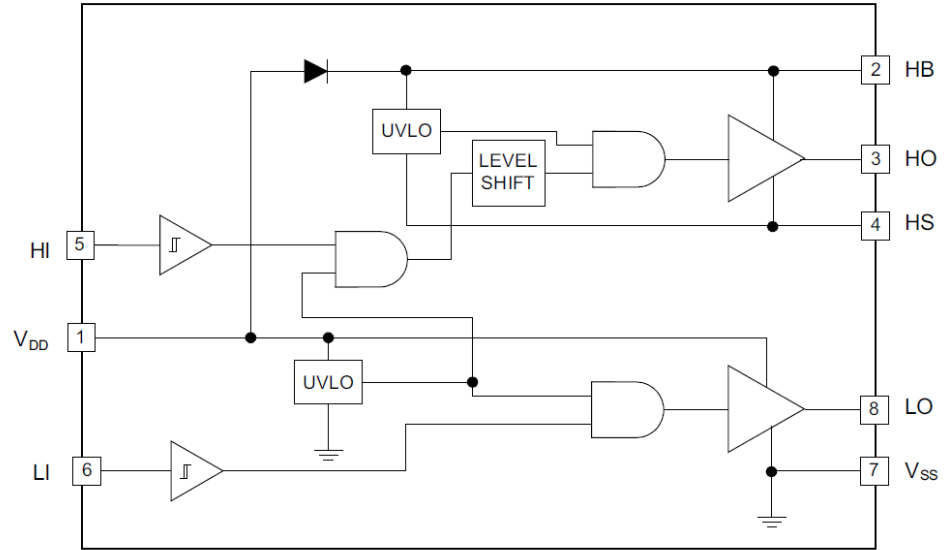 2 HB
UVLO
LEVEL
SHIFT
3 HO
4 HS
HI 5
VDD 1
UVLO
8 LO
LI 6
7 VSS